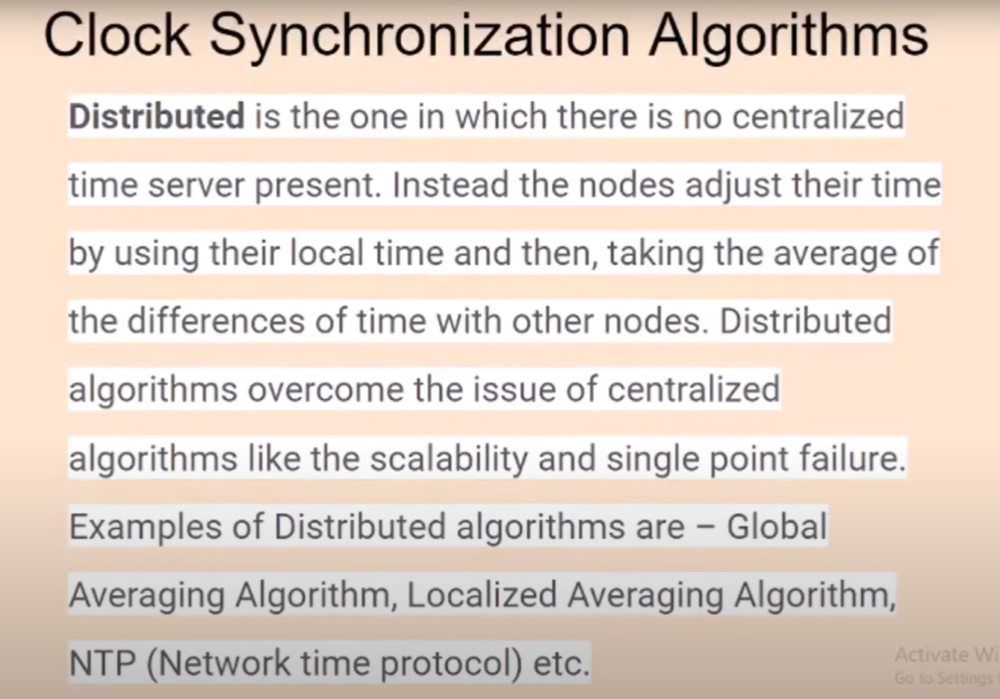 Clock Synchronization Algorithms
Distributed is the one in which there is no centralized
time server present. Instead the nodes adjust their time
by using their local time and then, taking the average of
the differences of time with other nodes. Distributed
algorithms overcome the issue of centralized
algorithms like the scalability and single point failure.
Examples of Distributed algorithms are – Global
Averaging Algorithm, Localized Averaging Algorithm,
NTP (Network time protocol) etc.
Activate Wi
Go to Settings